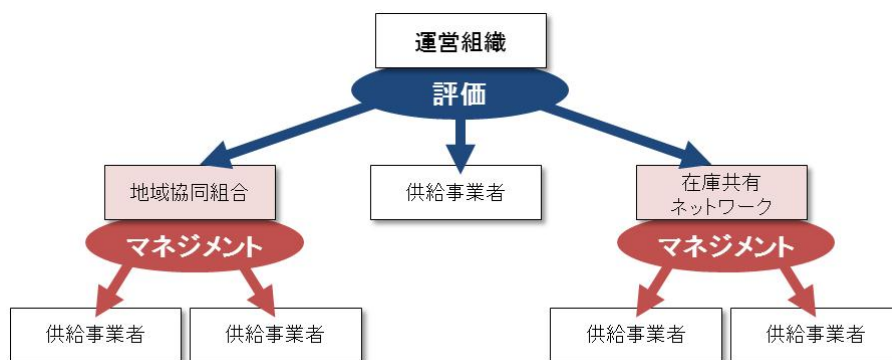 運営組織
評価
地域協同組合
供給事業者
在庫共有
ネットワーク
マネジメント
マネジメント
供給事業者
供給事業者
供給事業者
供給事業者